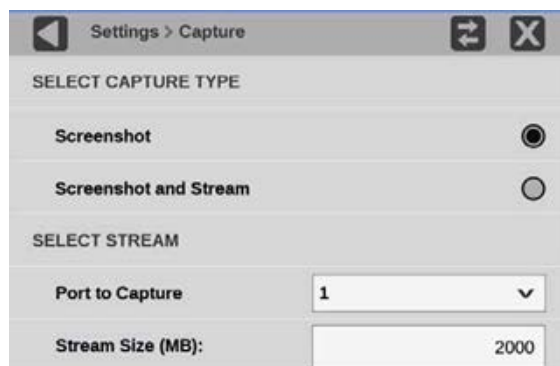 Settings > Capture
SELECT CAPTURE TYPE
Screenshot
Screenshot and Stream
SELECT STREAM
Port to Capture 1
Stream Size (MB): 2000